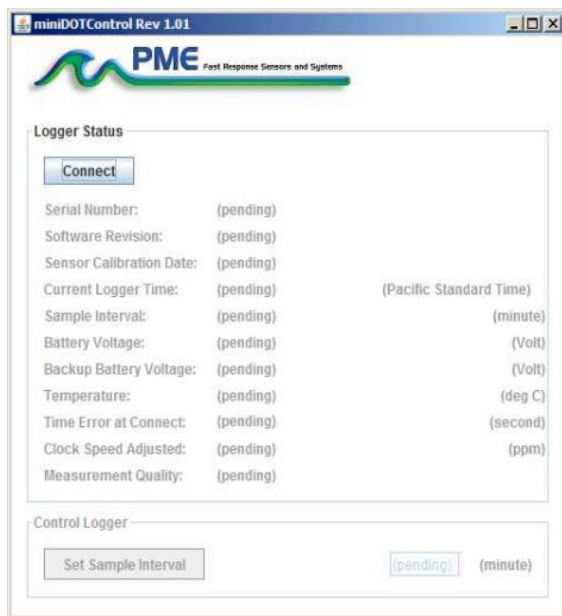 miniDOTControl Rev 1.01
PME Fast Response Sensors and Systems
Logger Status
Connect
Serial Number: (pending)
Software Revision: (pending)
Sensor Calibration Date: (pending)
Current Logger Time: (pending) (Pacific Standard Time)
Sample Interval: (pending) (minute)
Battery Voltage: (pending) (Volt)
Backup Battery Voltage: (pending) (Volt)
Temperature: (pending) (deg C)
Time Error at Connect: (pending) (second)
Clock Speed Adjusted: (pending) (ppm)
Measurement Quality: (pending)
Control Logger
Set Sample Interval (pending) (minute)